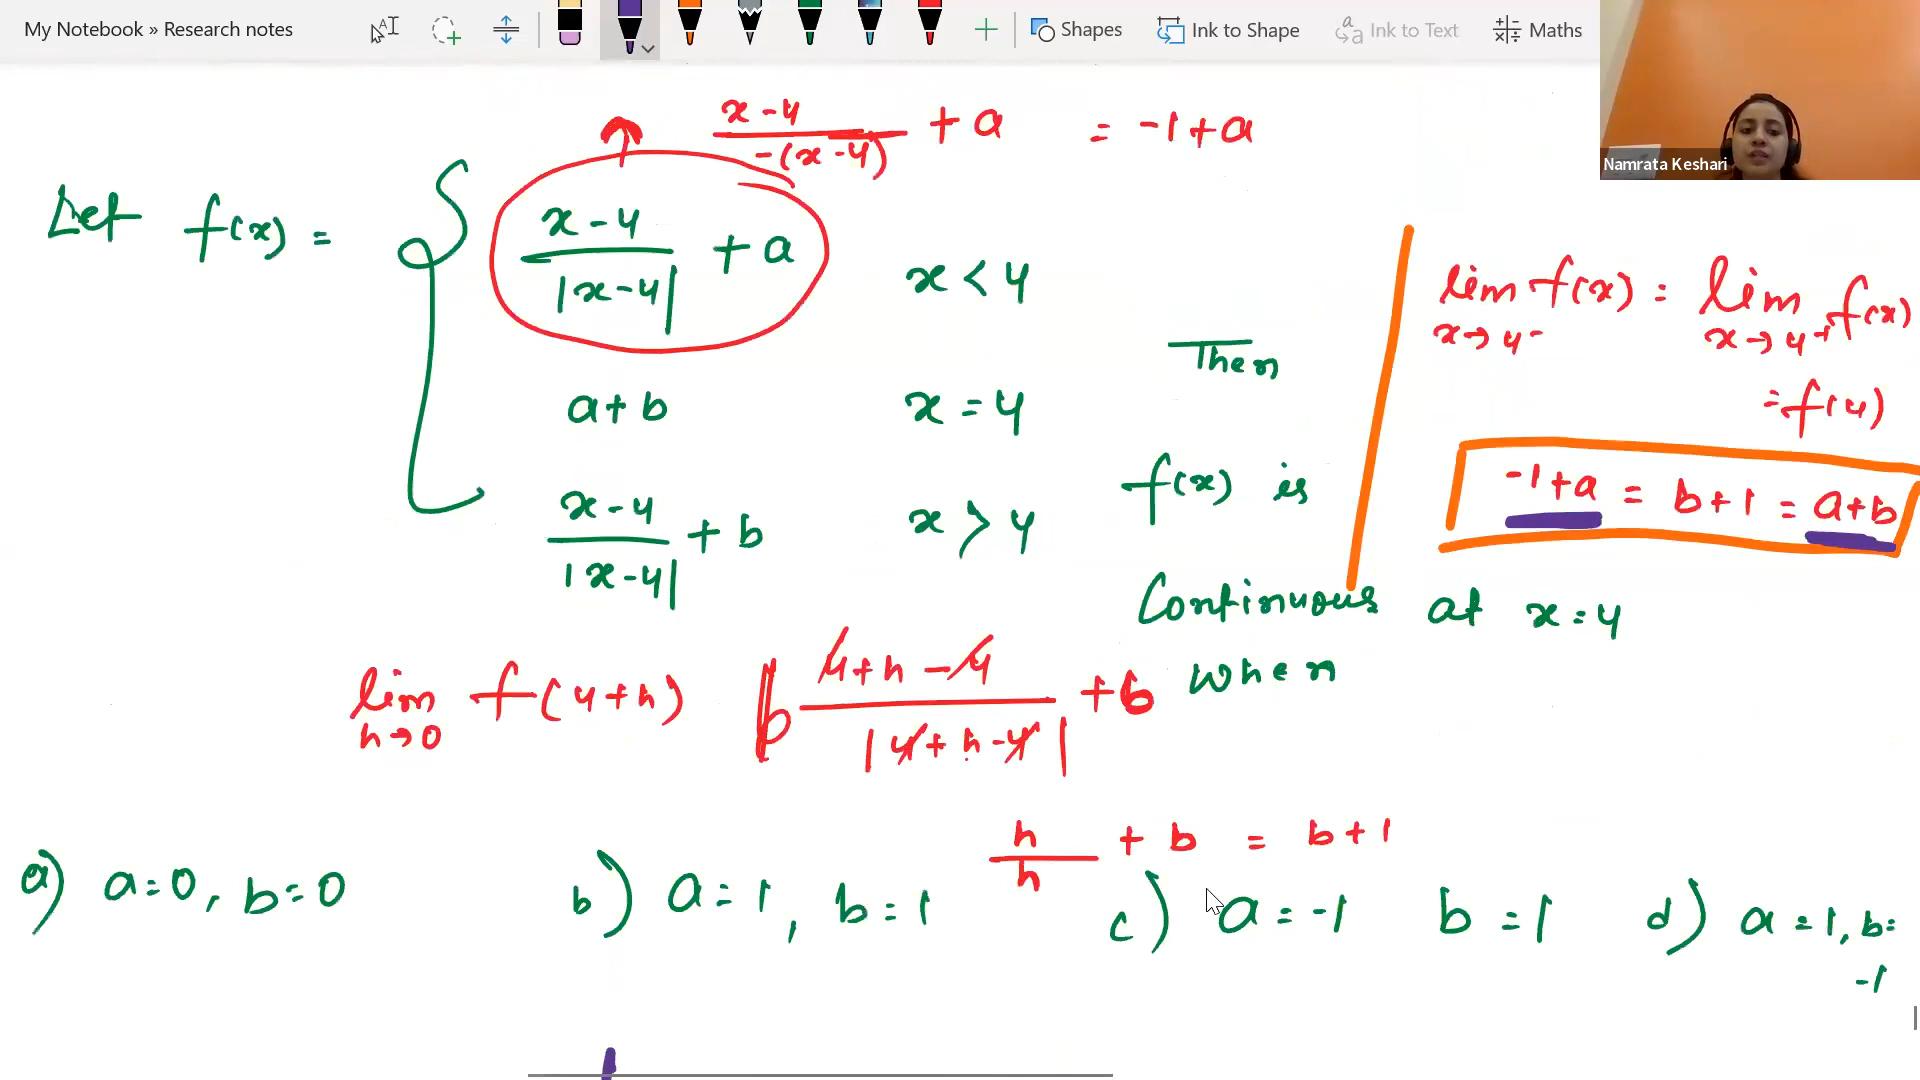 My Notebook » Research notes
Shapes
Ink to Shape
Ink to Text
Maths
Namrata Keshari
x-4 / -(x-4) + a = -1+a
Let f(x) = { x-4 / |x-4| + a x < 4
a+b x = 4
x-4 / |x-4| + b x > 4
Then
f(x) is
Continuous at x=4
when
lim x→4- f(x) = lim x→4+ f(x)
= f(4)
-1+a = b+1 = a+b
lim h→0 f(4+h) 4+h-4 / |4+h-4| + b
h / h + b = b+1
a) a=0, b=0 b) a=1, b=1 c) a=-1 b=1 d) a=1, b=
-1